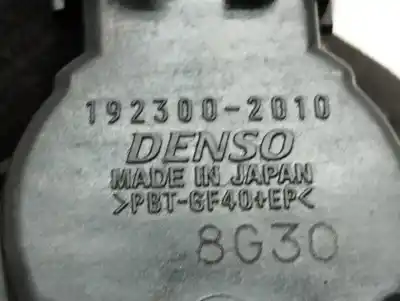 192300-2010
DENSO
MADE IN JAPAN
>PBT-GF40+EP<
8G30